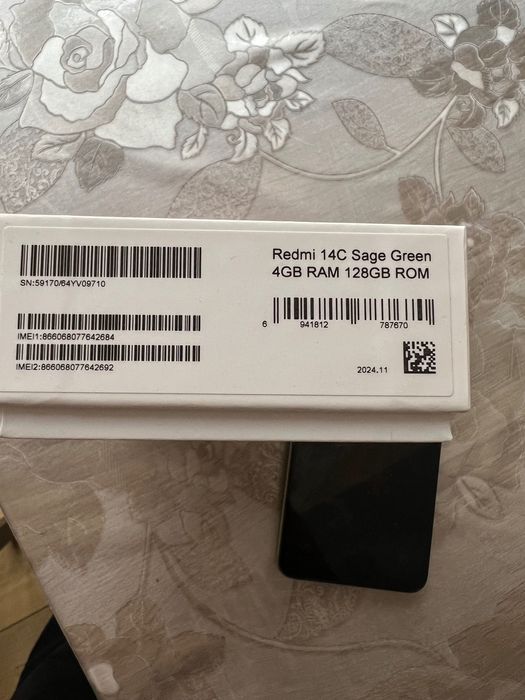 Redmi 14C Sage Green
4GB RAM 128GB ROM
SN:59170/64YV09710
6 941812 787670
IMEI1:866068077642684
IMEI2:866068077642692
2024.11